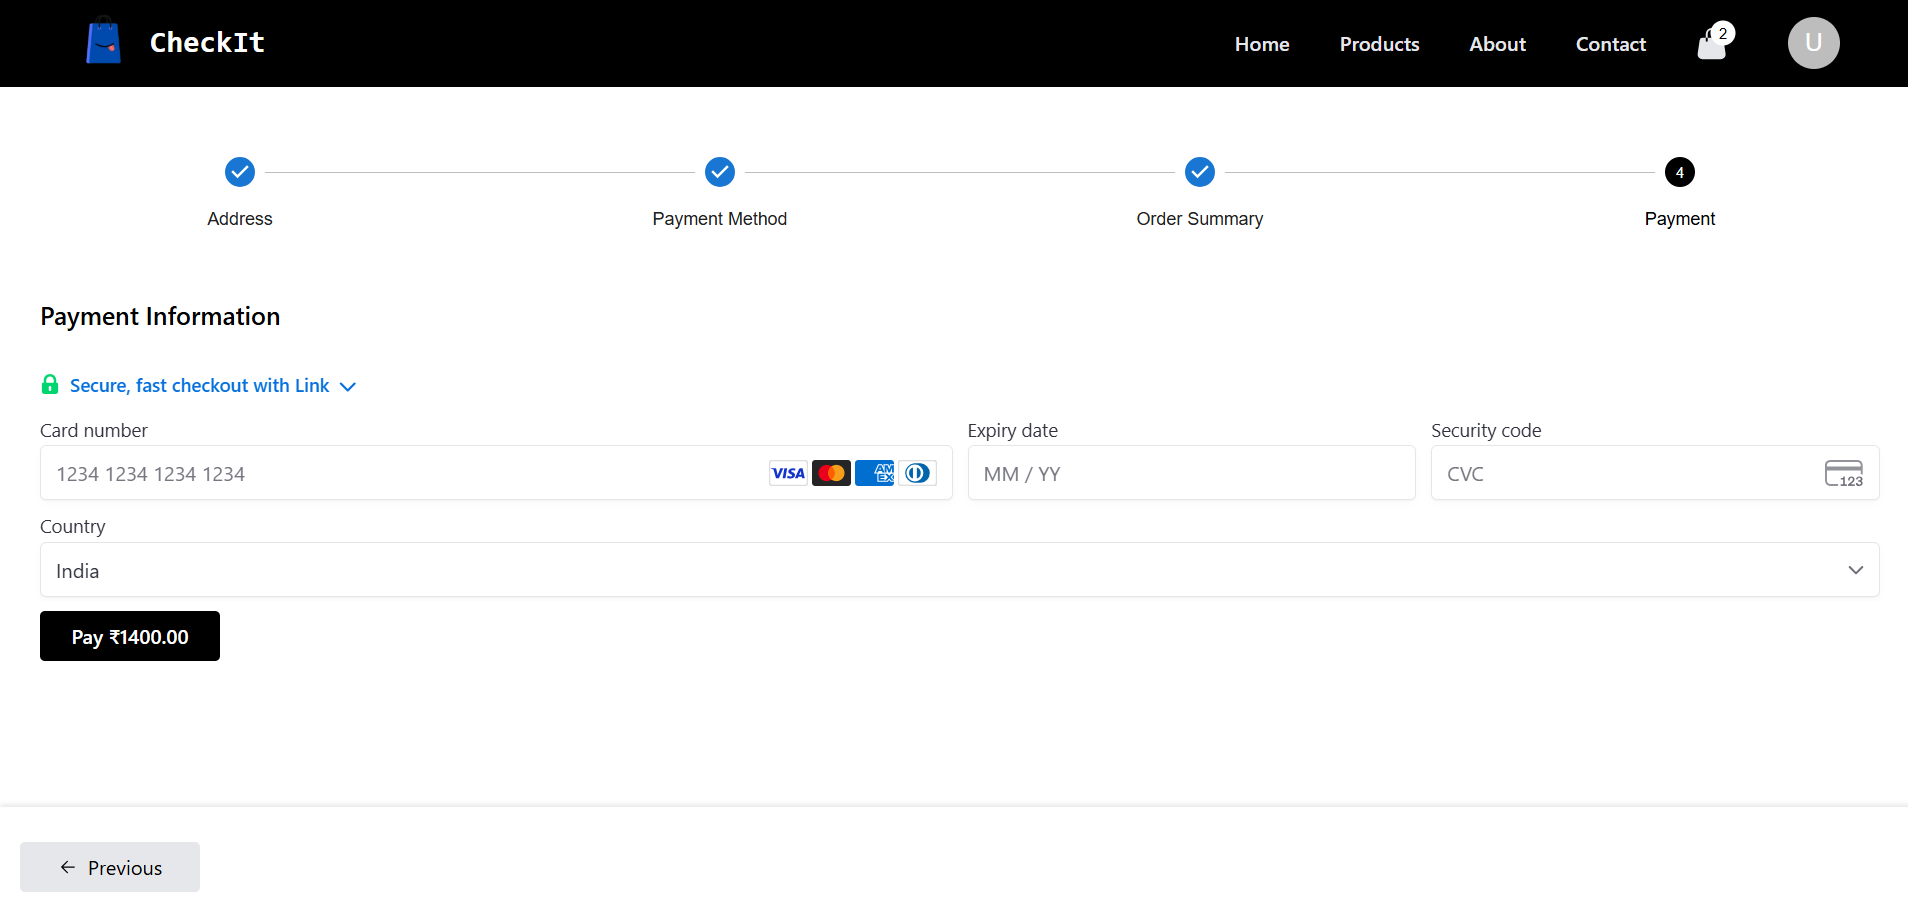 CheckIt
Home
Products
About
Contact
2
U
4
Address
Payment Method
Order Summary
Payment
Payment Information
Secure, fast checkout with Link
Card number
Expiry date
Security code
1234 1234 1234 1234
VISA
AM
EX
MM / YY
CVC
123
Country
India
Pay ₹1400.00
← Previous